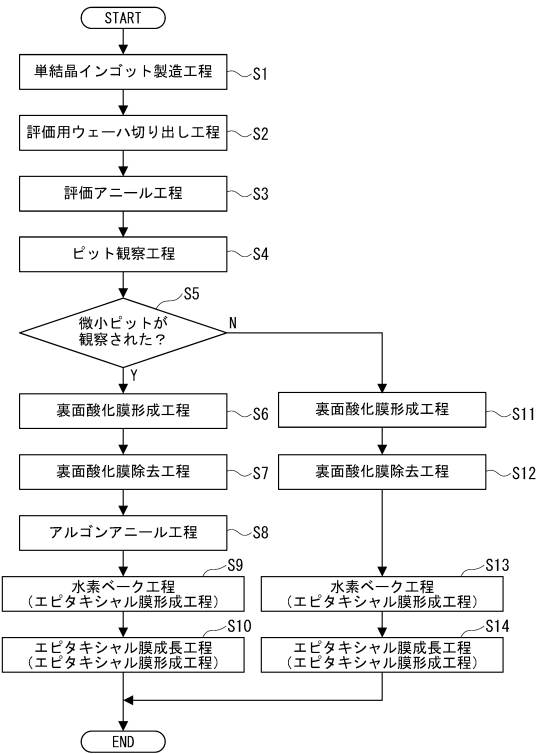 START
単結晶インゴット製造工程
S1
評価用ウェーハ切り出し工程
S2
評価アニール工程
S3
ピット観察工程
S4
S5
微小ピットが
観察された？
N
Y
裏面酸化膜形成工程
S6
裏面酸化膜形成工程
S11
裏面酸化膜除去工程
S7
裏面酸化膜除去工程
S12
アルゴンアニール工程
S8
S9
水素ベーク工程
(エピタキシャル膜形成工程)
S13
水素ベーク工程
(エピタキシャル膜形成工程)
S10
エピタキシャル膜成長工程
(エピタキシャル膜形成工程)
S14
エピタキシャル膜成長工程
(エピタキシャル膜形成工程)
END